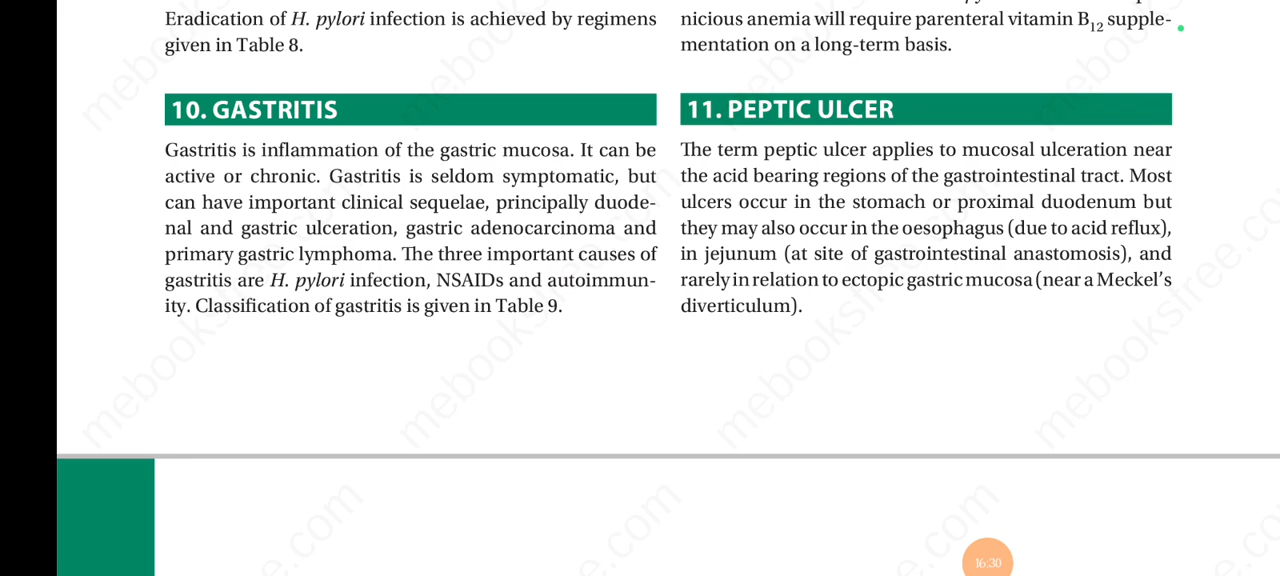 Eradication of H. pylori infection is achieved by regimens
given in Table 8.
10. GASTRITIS
Gastritis is inflammation of the gastric mucosa. It can be
active or chronic. Gastritis is seldom symptomatic, but
can have important clinical sequelae, principally duode-
nal and gastric ulceration, gastric adenocarcinoma and
primary gastric lymphoma. The three important causes of
gastritis are H. pylori infection, NSAIDs and autoimmun-
ity. Classification of gastritis is given in Table 9.
nicious anemia will require parenteral vitamin B12 supple-
mentation on a long-term basis.
11. PEPTIC ULCER
The term peptic ulcer applies to mucosal ulceration near
the acid bearing regions of the gastrointestinal tract. Most
ulcers occur in the stomach or proximal duodenum but
they may also occur in the oesophagus (due to acid reflux),
in jejunum (at site of gastrointestinal anastomosis), and
rarely in relation to ectopic gastric mucosa (near a Meckel's
diverticulum).
16:30